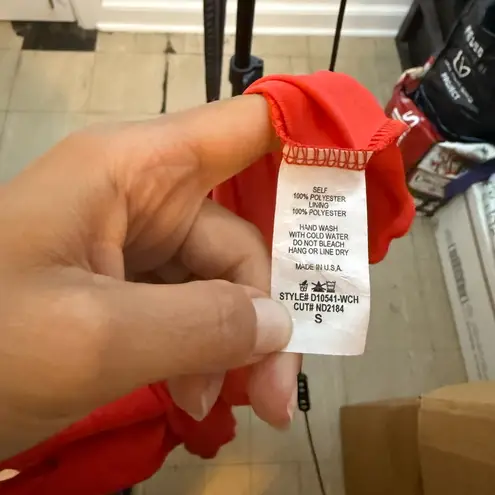 SELF
100% POLYESTER
LINING
100% POLYESTER
HAND WASH
WITH COLD WATER
DO NOT BLEACH
HANG OR LINE DRY
MADE IN U.S.A.
STYLE# D10541-WCH
CUT# ND2184
S
PROJECT